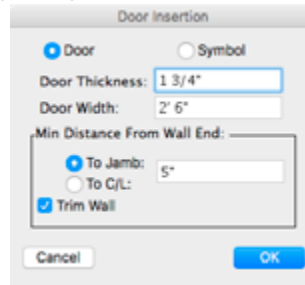 Door Insertion
Door Symbol
Door Thickness: 1 3/4"
Door Width: 2' 6"
Min Distance From Wall End:
To Jamb: 5"
To C/L:
Trim Wall
Cancel OK